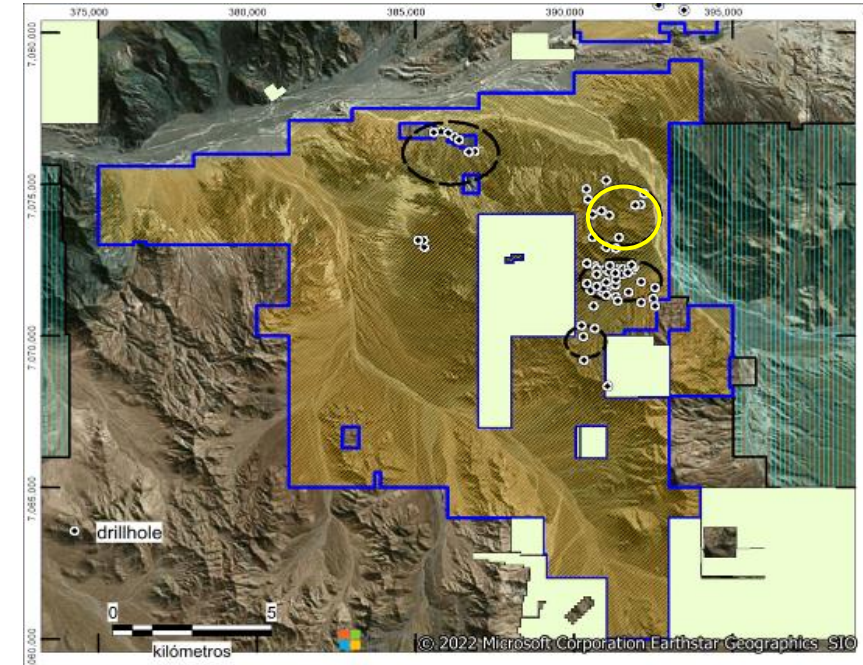 375,000 380,000 385,000 390,000 395,000
7,080,000
7,075,000
7,070,000
7,065,000
7,060,000
drillhole
0 5
kilómetros
© 2022 Microsoft Corporation Earthstar Geographics SIO